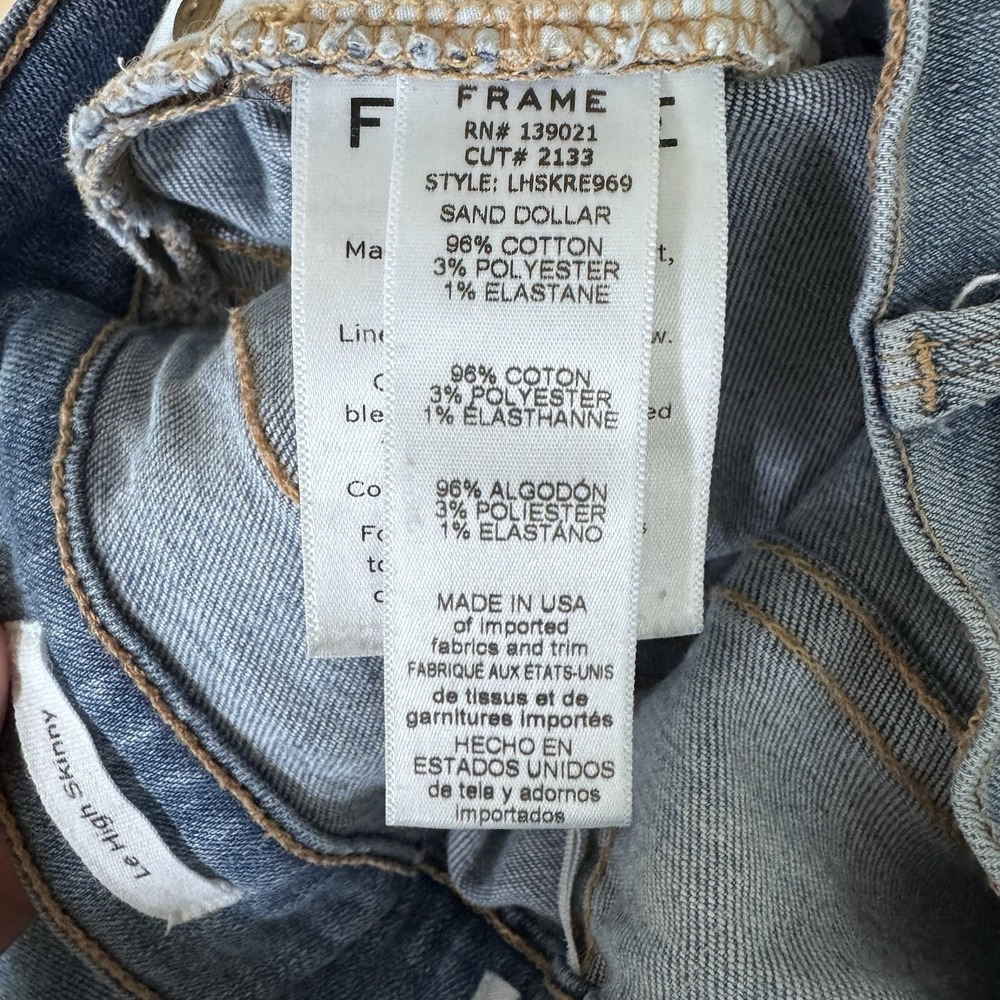 FRAME
RN# 139021
CUT# 2133
STYLE: LHSKRE969
SAND DOLLAR
96% COTTON
3% POLYESTER
1% ELASTANE
96% COTON
3% POLYESTER
1% ÉLASTHANNE
96% ALGODÓN
3% POLIÉSTER
1% ELASTANO
MADE IN USA
of imported
fabrics and trim
FABRIQUÉ AUX ÉTATS-UNIS
de tissus et de
garnitures importés
HECHO EN
ESTADOS UNIDOS
de tela y adornos
importados
Le High Skinny